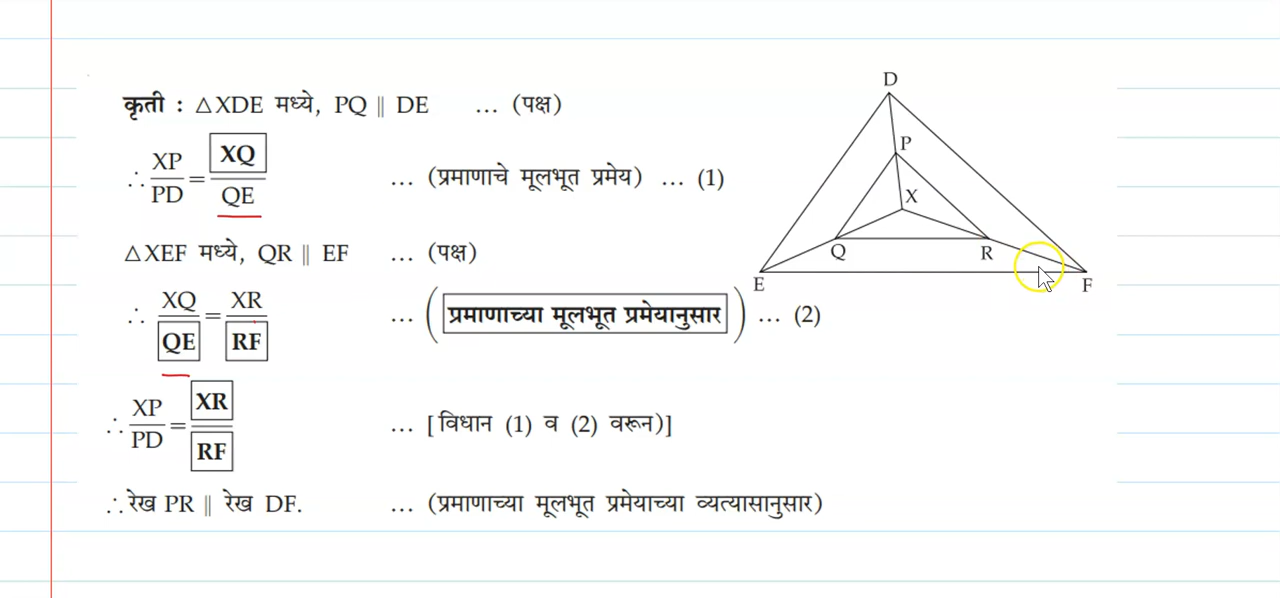 कृती : △XDE मध्ये, PQ || DE ... (पक्ष)
∴ XP/PD = XQ/QE ... (प्रमाणाचे मूलभूत प्रमेय) ... (1)
△XEF मध्ये, QR || EF ... (पक्ष)
∴ XQ/QE = XR/RF ... (प्रमाणाच्या मूलभूत प्रमेयानुसार) ... (2)
∴ XP/PD = XR/RF ... [विधान (1) व (2) वरून)]
∴ रेख PR || रेख DF. ... (प्रमाणाच्या मूलभूत प्रमेयाच्या व्यत्यासानुसार)
D
P
X
Q
R
E
F